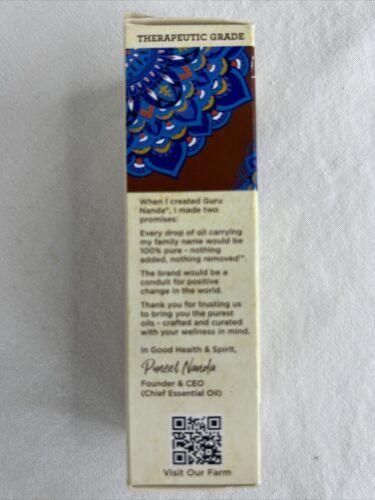 THERAPEUTIC GRADE
When I created Guru
Nanda®, I made two
promises:
Every drop of oil carrying
my family name would be
100% pure - nothing
added, nothing removed™.
The brand would be a
conduit for positive
change in the world.
Thank you for trusting us
to bring you the purest
oils - crafted and curated
with your wellness in mind.
In Good Health & Spirit,
Puneet Nanda
Founder & CEO
(Chief Essential Oil)
Visit Our Farm